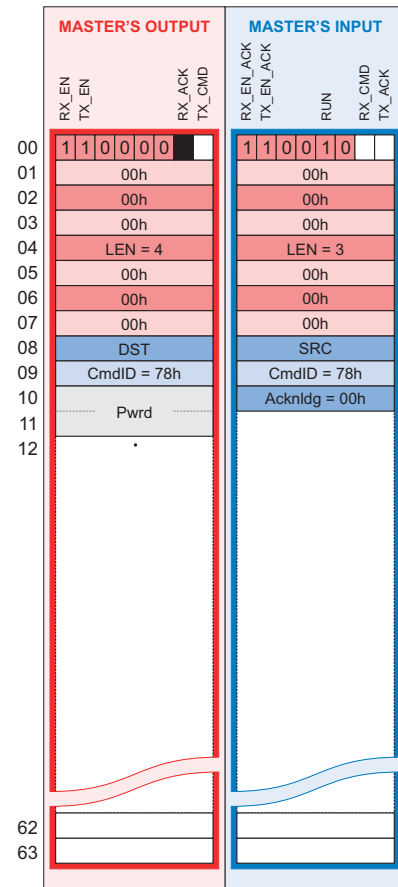 MASTER'S OUTPUT MASTER'S INPUT
RX_EN TX_EN RX_ACK TX_CMD RX_EN_ACK TX_EN_ACK RUN RX_CMD TX_ACK
00 1 1 0 0 0 0 1 1 0 0 1 0
01 00h 00h
02 00h 00h
03 00h 00h
04 LEN = 4 LEN = 3
05 00h 00h
06 00h 00h
07 00h 00h
08 DST SRC
09 CmdID = 78h CmdID = 78h
10 Acknldg = 00h
Pwrd
11
12
62
63